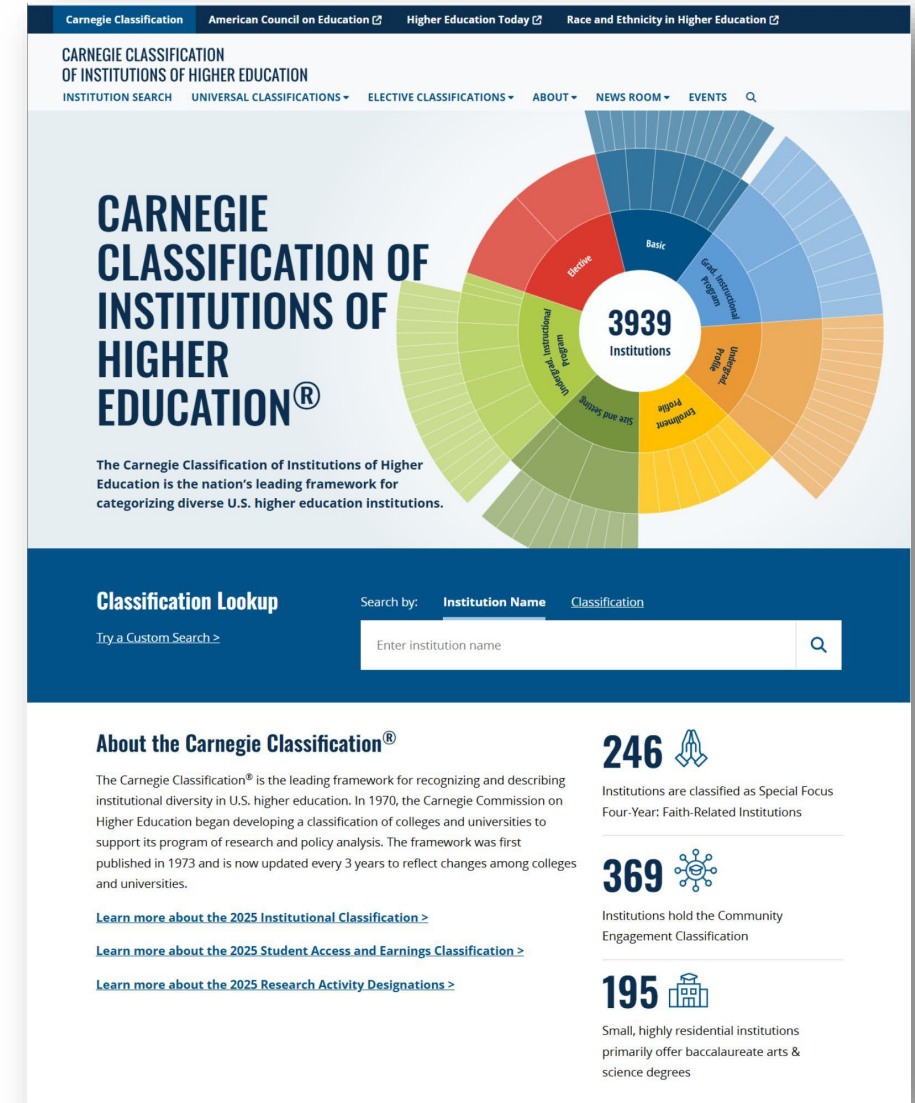 Carnegie Classification American Council on Education Higher Education Today Race and Ethnicity in Higher Education
CARNEGIE CLASSIFICATION
OF INSTITUTIONS OF HIGHER EDUCATION
INSTITUTION SEARCH UNIVERSAL CLASSIFICATIONS ELECTIVE CLASSIFICATIONS ABOUT NEWS ROOM EVENTS
CARNEGIE
CLASSIFICATION OF
INSTITUTIONS OF
HIGHER
EDUCATION®
The Carnegie Classification of Institutions of Higher
Education is the nation's leading framework for
categorizing diverse U.S. higher education institutions.
Basic
Grad. Instructional
Program
Undergrad.
Profile
Enrollment
Profile
Size and Setting
Undergrad. Instructional
Program
Elective
3939
Institutions
Classification Lookup
Try a Custom Search >
Search by: Institution Name Classification
Enter institution name
About the Carnegie Classification®
The Carnegie Classification® is the leading framework for recognizing and describing
institutional diversity in U.S. higher education. In 1970, the Carnegie Commission on
Higher Education began developing a classification of colleges and universities to
support its program of research and policy analysis. The framework was first
published in 1973 and is now updated every 3 years to reflect changes among colleges
and universities.
Learn more about the 2025 Institutional Classification >
Learn more about the 2025 Student Access and Earnings Classification >
Learn more about the 2025 Research Activity Designations >
246
Institutions are classified as Special Focus
Four-Year: Faith-Related Institutions
369
Institutions hold the Community
Engagement Classification
195
Small, highly residential institutions
primarily offer baccalaureate arts &
science degrees